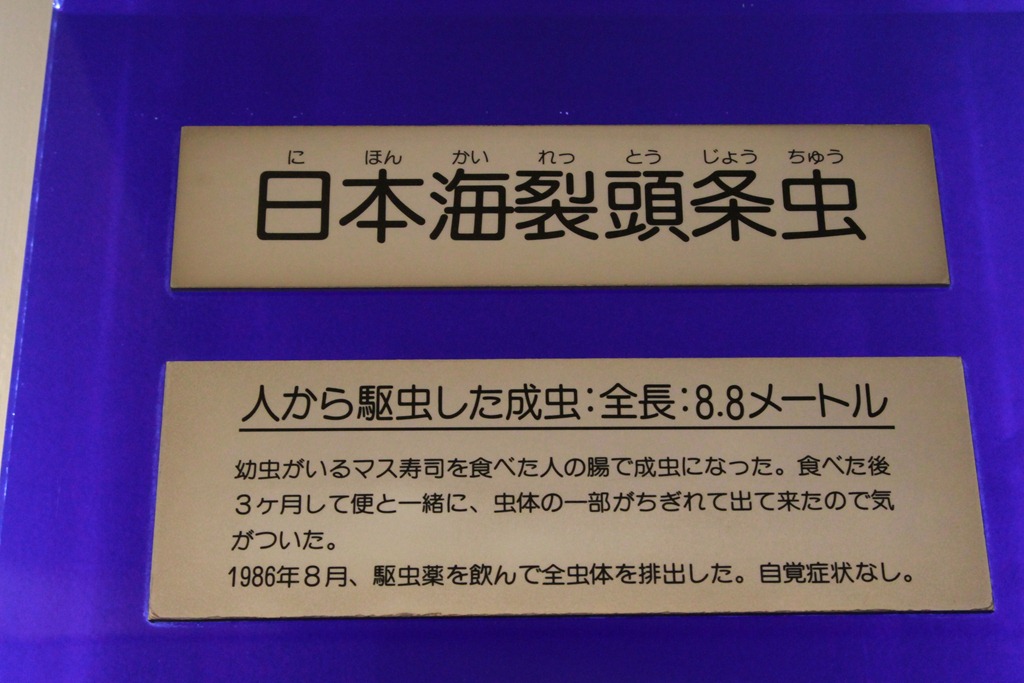 に ほん かい れっ とう じょう ちゅう
日本海裂頭条虫
人から駆虫した成虫:全長:8.8メートル
幼虫がいるマス寿司を食べた人の腸で成虫になった。食べた後
3ヶ月して便と一緒に、虫体の一部がちぎれて出て来たので気
がついた。
1986年8月、駆虫薬を飲んで全虫体を排出した。自覚症状なし。